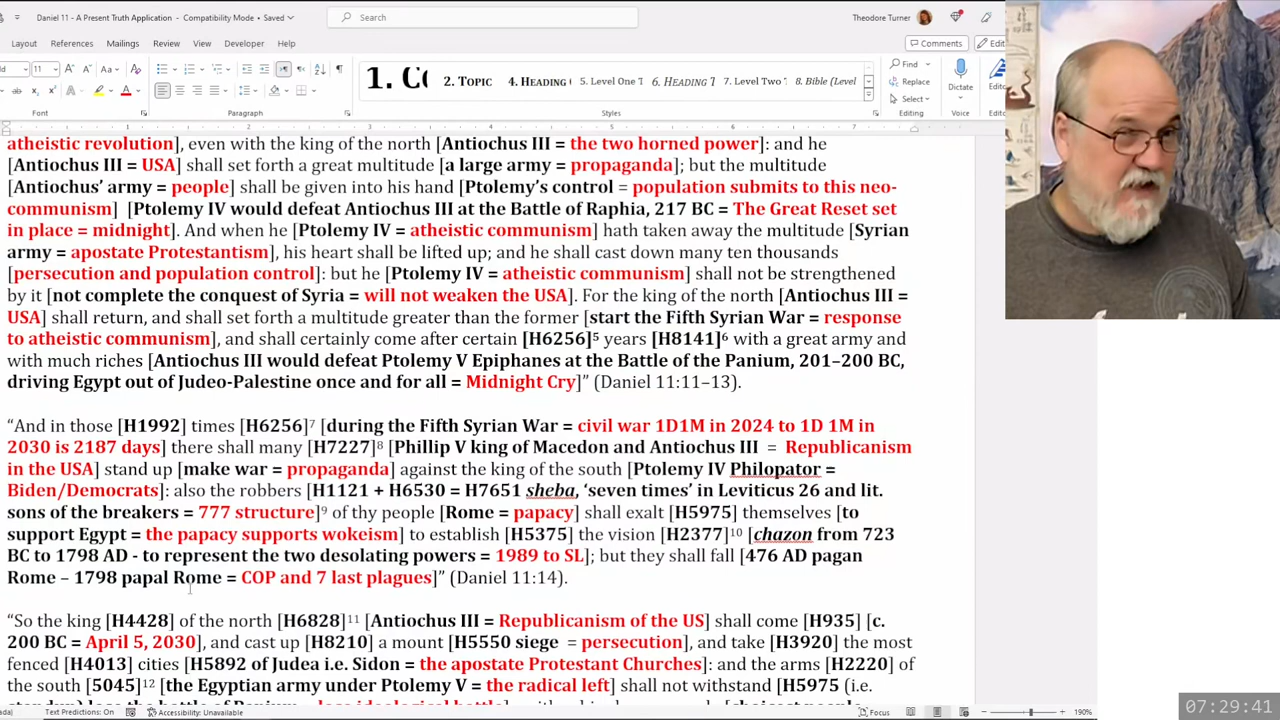 Daniel 11 - A Present Truth Application - Compatibility Mode • Saved
Search
Theodore Turner
Layout References Mailings Review View Developer Help
Comments
11
Aa
Font
Paragraph
2. TOPIC
5. Level One T
7. Level Two
8. Bible (Level
Styles
Find
Replace
Select
Editing
Dictate
Voice
1 2 3 4 5 6 7
atheistic revolution], even with the king of the north [Antiochus III = the two horned power]: and he
[Antiochus III = USA] shall set forth a great multitude [a large army = propaganda]; but the multitude
[Antiochus’ army = people] shall be given into his hand [Ptolemy’s control = population submits to this neo-
communism] [Ptolemy IV would defeat Antiochus III at the Battle of Raphia, 217 BC = The Great Reset set
in place = midnight]. And when he [Ptolemy IV = atheistic communism] hath taken away the multitude [Syrian
army = apostate Protestantism], his heart shall be lifted up; and he shall cast down many ten thousands
[persecution and population control]: but he [Ptolemy IV = atheistic communism] shall not be strengthened
by it [not complete the conquest of Syria = will not weaken the USA]. For the king of the north [Antiochus III =
USA] shall return, and shall set forth a multitude greater than the former [start the Fifth Syrian War = response
to atheistic communism], and shall certainly come after certain [H6256]5 years [H8141]6 with a great army and
with much riches [Antiochus III would defeat Ptolemy V Epiphanes at the Battle of the Panium, 201–200 BC,
driving Egypt out of Judeo-Palestine once and for all = Midnight Cry]” (Daniel 11:11–13).
“And in those [H1992] times [H6256]7 [during the Fifth Syrian War = civil war 1D1M in 2024 to 1D 1M in
2030 is 2187 days] there shall many [H7227]8 [Phillip V king of Macedon and Antiochus III = Republicanism
in the USA] stand up [make war = propaganda] against the king of the south [Ptolemy IV Philopator =
Biden/Democrats]: also the robbers [H1121 + H6530 = H7651 sheba, ‘seven times’ in Leviticus 26 and lit.
sons of the breakers = 777 structure]9 of thy people [Rome = papacy] shall exalt [H5975] themselves [to
support Egypt = the papacy supports wokeism] to establish [H5375] the vision [H2377]10 [chazon from 723
BC to 1798 AD - to represent the two desolating powers = 1989 to SL]; but they shall fall [476 AD pagan
Rome – 1798 papal Rome = COP and 7 last plagues]” (Daniel 11:14).
“So the king [H4428] of the north [H6828]11 [Antiochus III = Republicanism of the US] shall come [H935] [c.
200 BC = April 5, 2030], and cast up [H8210] a mount [H5550 siege = persecution], and take [H3920] the most
fenced [H4013] cities [H5892 of Judea i.e. Sidon = the apostate Protestant Churches]: and the arms [H2220] of
the south [5045]12 [the Egyptian army under Ptolemy V = the radical left] shall not withstand [H5975 (i.e.
Text Predictions: On
Accessibility: Unavailable
Focus
190%
07:29:41